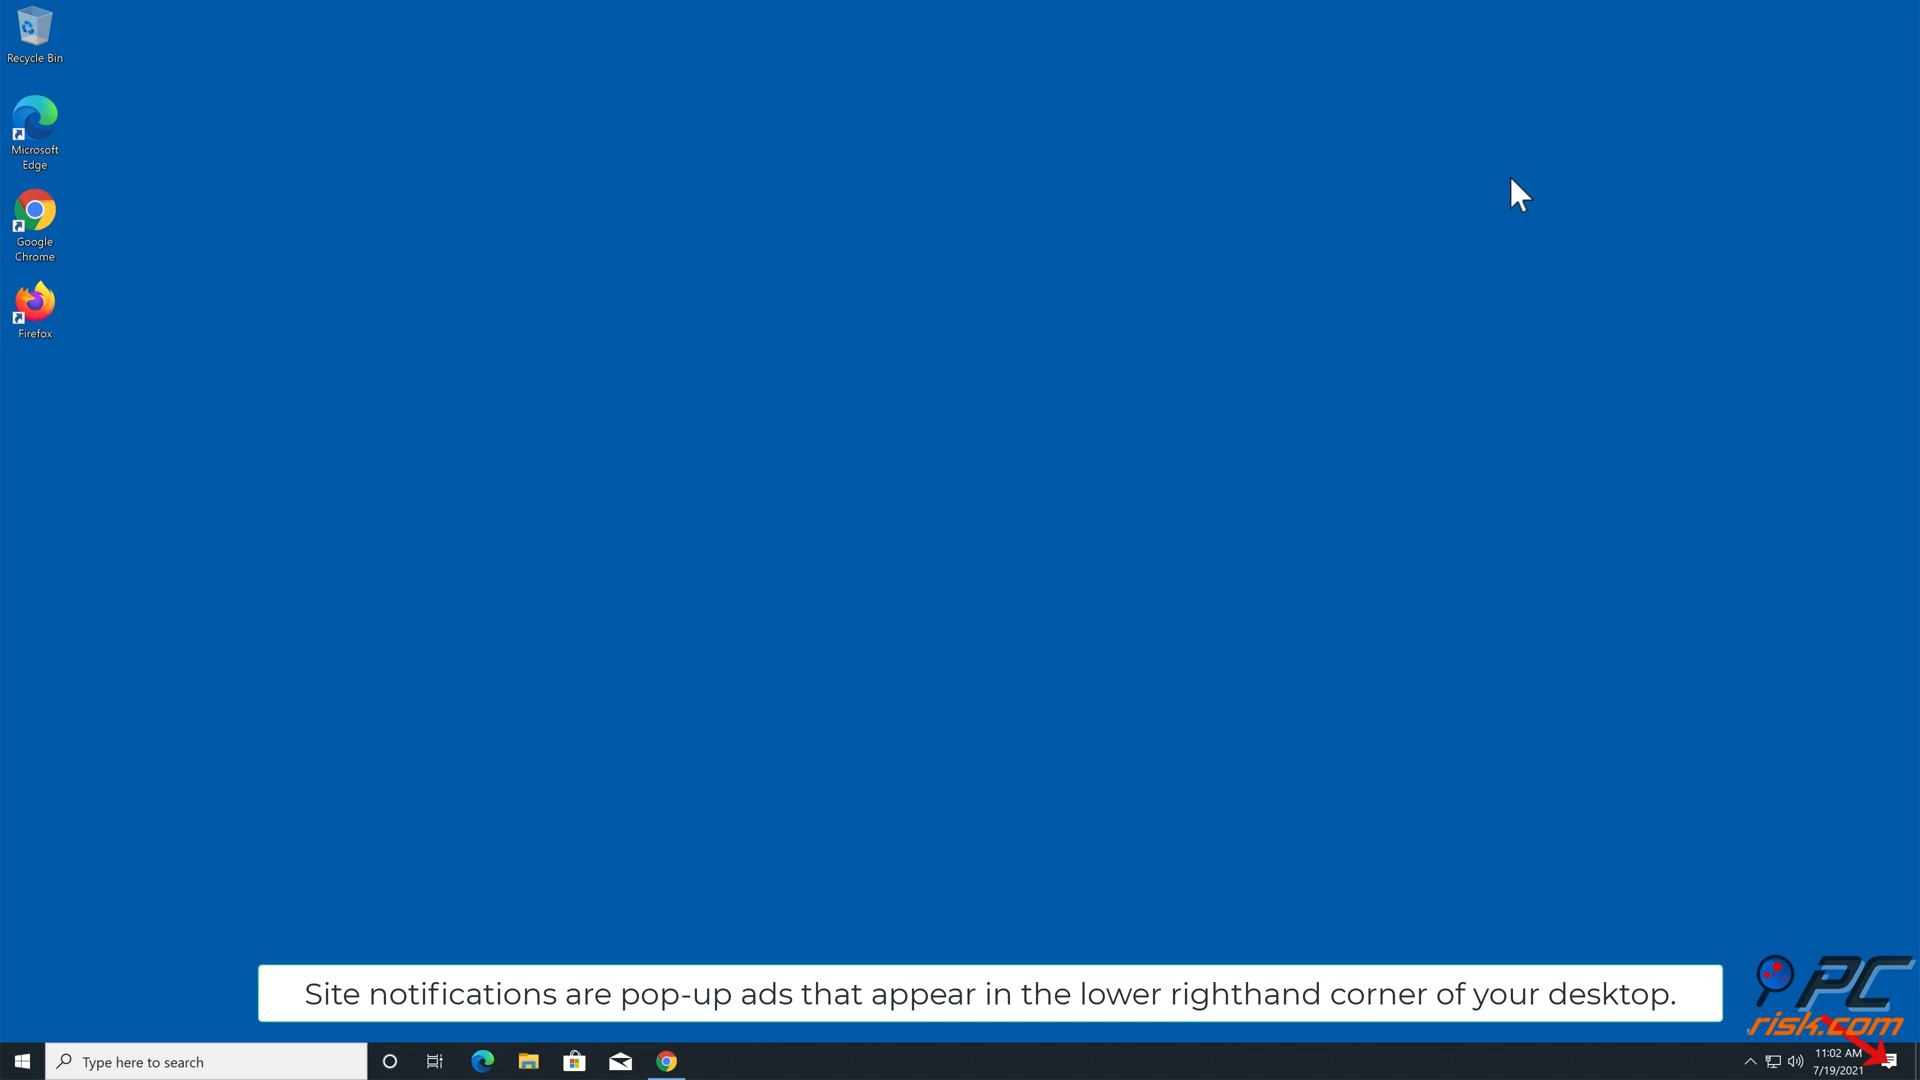 Recycle Bin
Microsoft
Edge
Google
Chrome
Firefox
Site notifications are pop-up ads that appear in the lower righthand corner of your desktop.
PC
risk.com
Type here to search
11:02 AM
7/19/2021